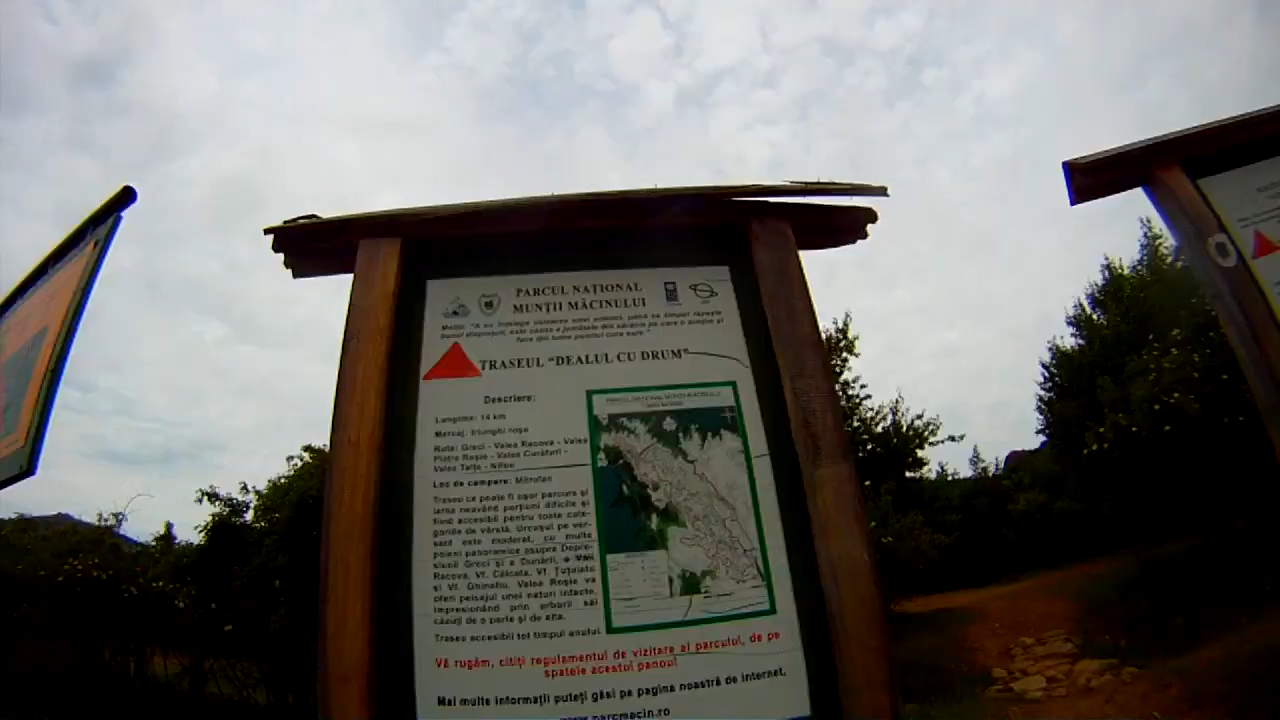 PARCUL NAȚIONAL
MUNȚII MĂCINULUI
TRASEUL "DEALUL CU DRUM"
Descriere:
Lungime: 14 km
Marcaj: triunghi roșu
Ruta: Greci - Valea Racova - Valea
Piatra Roșie - Valea Curături -
Valea Taița - Nifon
Loc de campare: Mitrofan
Traseu ce poate fi ușor parcurs și
iarna neavând porțiuni dificile și
fiind accesibil pentru toate cate-
goriile de vârstă. Urcușul pe ver-
sant este moderat, cu multe
poieni panoramice asupra Depre-
siunii Greci și a Dunării,
Racova, Vf. Călcata, Vf. Țuțuiatu
și Vf. Ghinaltu. Valea Roșie va
oferi peisajul unei naturi intacte,
impresionând prin arborii săi
căzuți de o parte și de alta.
Traseu accesibil tot timpul anului.
Vă rugăm, citiți regulamentul de vizitare al parcului, de pe
spatele acestui panou!
Mai multe informații puteți găsi pe pagina noastră de internet,
www.parcmacin.ro